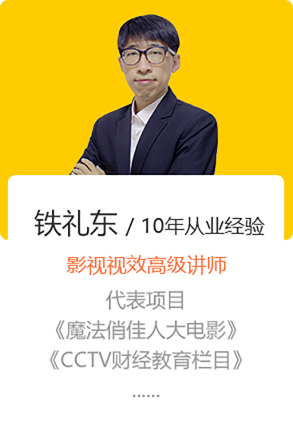 铁礼东 / 10年从业经验
影视视效高级讲师
代表项目
《魔法俏佳人大电影》
《CCTV财经教育栏目》
......